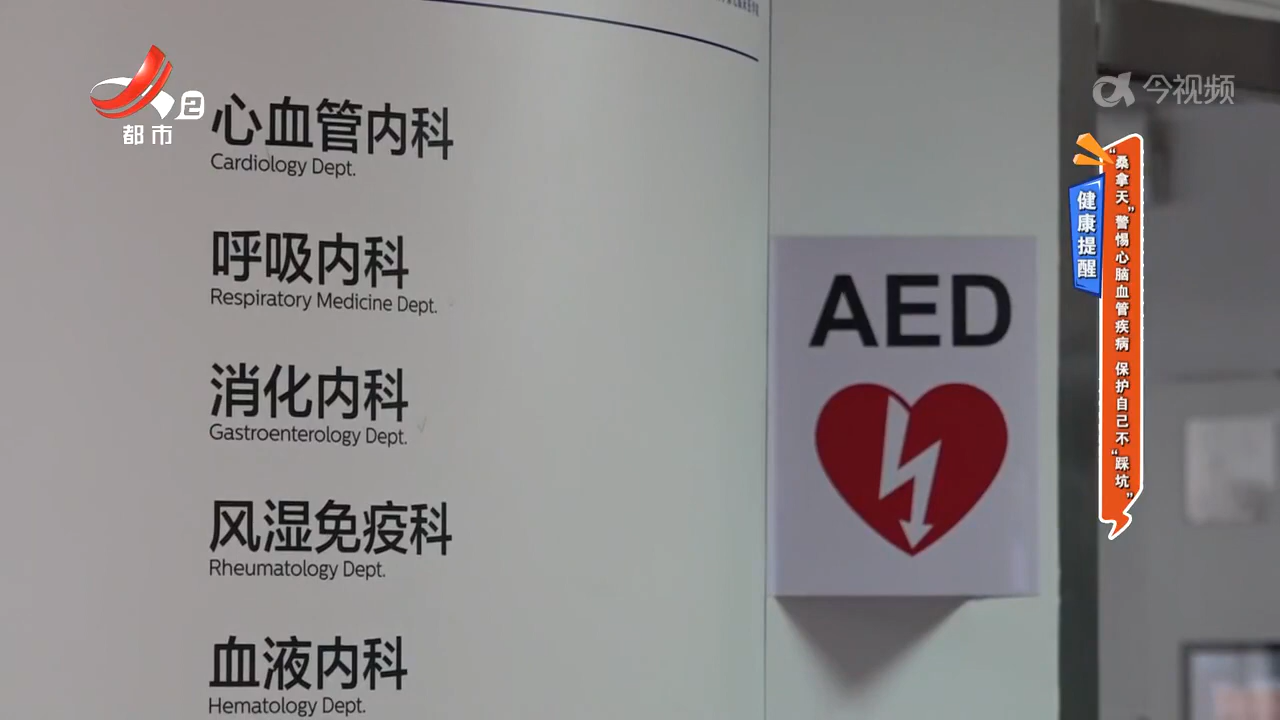 2
都市
今视频
心血管内科
Cardiology Dept.
呼吸内科
Respiratory Medicine Dept.
消化内科
Gastroenterology Dept.
风湿免疫科
Rheumatology Dept.
血液内科
Hematology Dept.
AED
健康提醒
“桑拿天”警惕心脑血管疾病 保护自己不“踩坑”